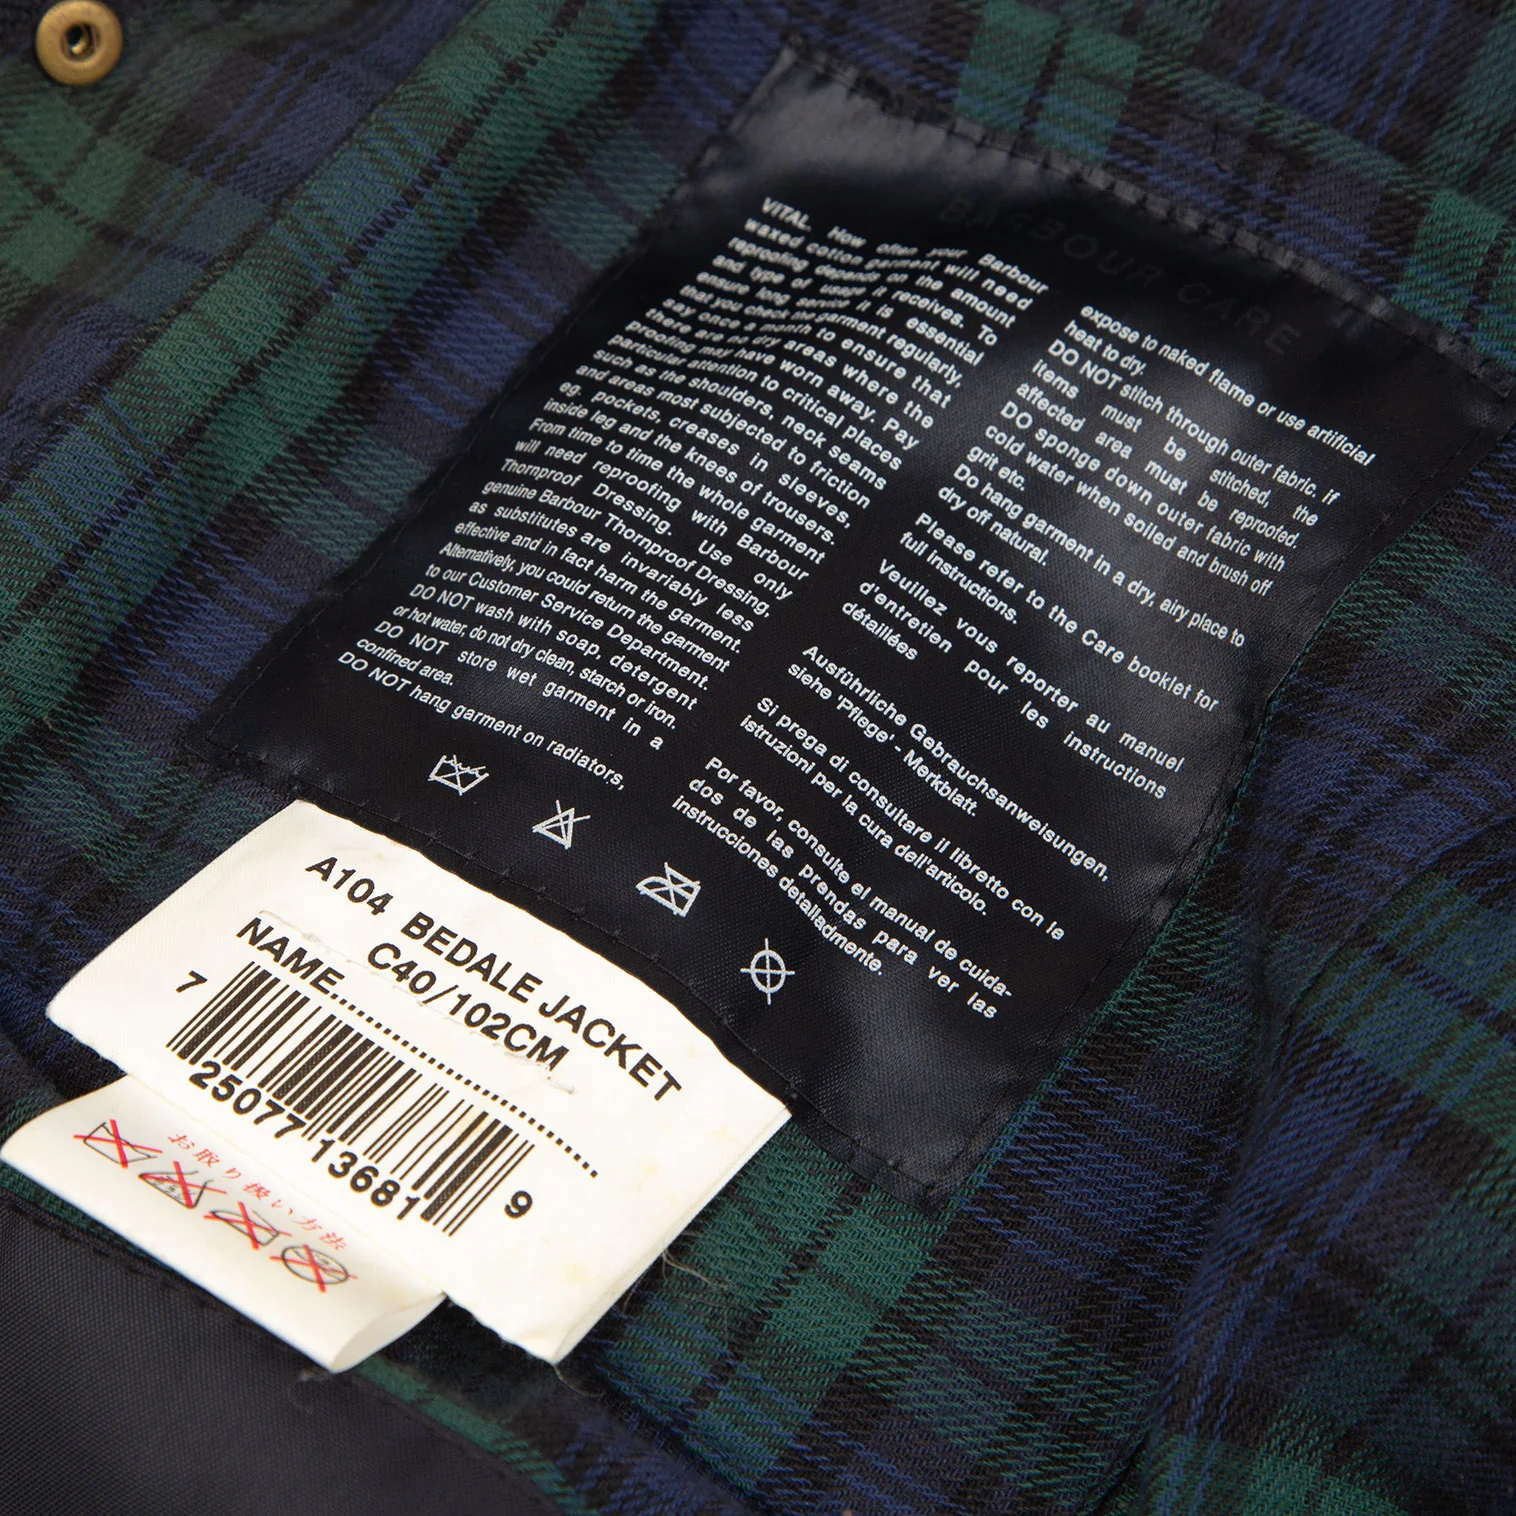 BARBOUR CARE
VITAL. How often your Barbour
waxed cotton garment will need
reproofing depends on the amount
and type of use it receives. To
ensure long service it is essential
that you check the garment regularly,
say once a month to ensure that
there are no dry areas where the
proofing may have worn away. Pay
particular attention to critical places
such as the shoulders, neck seams
and areas most subjected to friction
eg. pockets, creases in sleeves,
inside leg and the knees of trousers.
From time to time the whole garment
will need reproofing with Barbour
Thornproof Dressing. Use only
genuine Barbour Thornproof Dressing
as substitutes are invariably less
effective and in fact harm the garment.
Alternatively, you could return the garment
to our Customer Service Department.
DO NOT wash with soap, detergent
or hot water, do not dry clean, starch or iron.
DO NOT store wet garment in a
confined area.
DO NOT hang garment on radiators,
expose to naked flame or use artificial
heat to dry.
DO NOT stitch through outer fabric. If
items must be stitched, the
affected area must be reproofed.
DO sponge down outer fabric with
cold water when soiled and brush off
grit etc.
Do hang garment in a dry, airy place to
dry off natural.
Please refer to the Care booklet for
full instructions.
Veuillez vous reporter au manuel
d'entretien pour les instructions
détaillées
Ausführliche Gebrauchsanweisungen,
siehe 'Pflege' - Merkblatt.
Si prega di consultare il libretto con le
istruzioni per la cura dell'articolo.
Por favor, consulte el manual de cuida-
dos de las prendas para ver las
instrucciones detalladmente.
A104 BEDALE JACKET
C40/102CM
NAME................................
7 25077 13681 9
お取り扱い方法